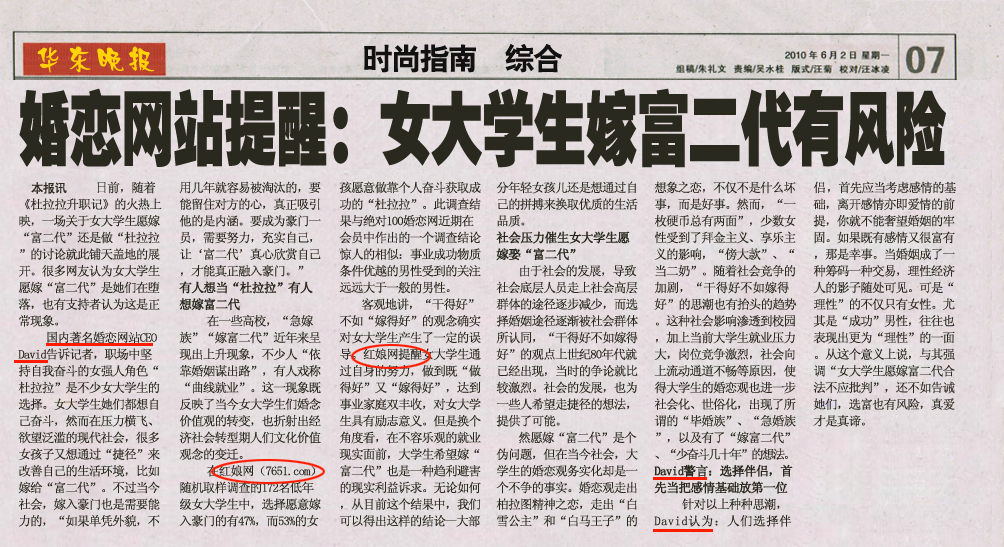 华东晚报
时尚指南 综合
2010年6月2日 星期一
组稿/朱礼文 责编/吴水桂 版式/汪菊 校对/汪冰凌
07
婚恋网站提醒：女大学生嫁富二代有风险
本报讯 日前，随着
《杜拉拉升职记》的火热上
映，一场关于女大学生愿嫁
“富二代”还是做“杜拉拉
”的讨论就此铺天盖地的展
开。很多网友认为女大学生
愿嫁“富二代”是她们在堕
落，也有支持者认为这是正
常现象。
国内著名婚恋网站CEO
David告诉记者，职场中坚
持自我奋斗的女强人角色“
杜拉拉”是不少女大学生的
选择。女大学生她们都想自
己奋斗，然而在压力横飞、
欲望泛滥的现代社会，很多
女孩子又想通过“捷径”来
改善自己的生活环境，比如
嫁给“富二代”。不过当今
社会，嫁入豪门也是需要能
力的，“如果单凭外貌，不
用几年就容易被淘汰的，要
能留住对方的心，真正吸引
他的是内涵。要成为豪门一
员，需要努力，充实自己，
让‘富二代’真心欣赏自己
，才能真正融入豪门。”
有人想当“杜拉拉”有人
想嫁富二代
在一些高校，“急嫁
族”“嫁富二代”近年来呈
现出上升现象，不少人“依
靠婚姻谋出路”，有人戏称
“曲线就业”。这一现象既
反映了当今女大学生们婚恋
价值观的转变，也折射出经
济社会转型期人们文化价值
观念的变迁。
在红娘网（7651.com）
随机取样调查的172名低年
级女大学生中，选择愿意嫁
入豪门的有47%，而53%的女
孩愿意做靠个人奋斗获取成
功的“杜拉拉”。此调查结
果与绝对100婚恋网近期在
会员中作出的一个调查结论
惊人的相似：事业成功物质
条件优越的男性受到的关注
远远大于一般的男性。
客观地讲，“干得好”
不如“嫁得好”的观念确实
对女大学生产生了一定的误
导。红娘网提醒女大学生通
过自身的努力，做到既“做
得好”又“嫁得好”，达到
事业家庭双丰收，对女大学
生具有励志意义。但是换个
角度看，在不容乐观的就业
现实面前，大学生希望嫁“
富二代”也是一种趋利避害
的现实利益诉求。无论如何
，从目前这个结果中，我们
可以得出这样的结论一大部
分年轻女孩儿还是想通过自
己的拼搏来换取优质的生活
品质。
社会压力催生女大学生愿
嫁娶“富二代”
由于社会的发展，导致
社会底层人员走上社会高层
群体的途径逐步减少，而选
择婚姻途径逐渐被社会群体
所认同，“干得好不如嫁得
好”的观点上世纪80年代就
已经出现，当时的争论就比
较激烈。社会的发展，也为
一些人希望走捷径的想法，
提供了可能。
然愿嫁“富二代”是个
伪问题，但在当今社会，大
学生的婚恋观务实化却是一
个不争的事实。婚恋观走出
柏拉图精神之恋，走出“白
雪公主”和“白马王子”的
想象之恋，不仅不是什么坏
事，而是好事。然而，“一
枚硬币总有两面”，少数女
性受到了拜金主义、享乐主
义的影响，“傍大款”、“
当二奶”。随着社会竞争的
加剧，“干得好不如嫁得
好”的思潮也有抬头的趋势
。这种社会影响渗透到校园
，加上当前大学生就业压力
大，岗位竞争激烈，社会向
上流动通道不畅等原因，使
得大学生的婚恋观也进一步
社会化、世俗化，出现了所
谓的“毕婚族”、“急婚族
”，以及有了“嫁富二代”
、“少奋斗几十年”的想法。
David警言：选择伴侣，首
先当把感情基础放第一位
针对以上种种思潮，
David认为：人们选择伴
侣，首先应当考虑感情的基
础，离开感情亦即爱情的前
提，你就不能奢望婚姻的牢
固。如果既有感情又很富有
，那是幸事。当婚姻成了一
种筹码一种交易，理性经济
人的影子随处可见。可是“
理性”的不仅只有女性。尤
其是“成功”男性，往往也
表现出更为“理性”的一面
。从这个意义上说，与其强
调“女大学生愿嫁富二代合
法不应批判”，还不如告诫
她们，选富也有风险，真爱
才是真谛。